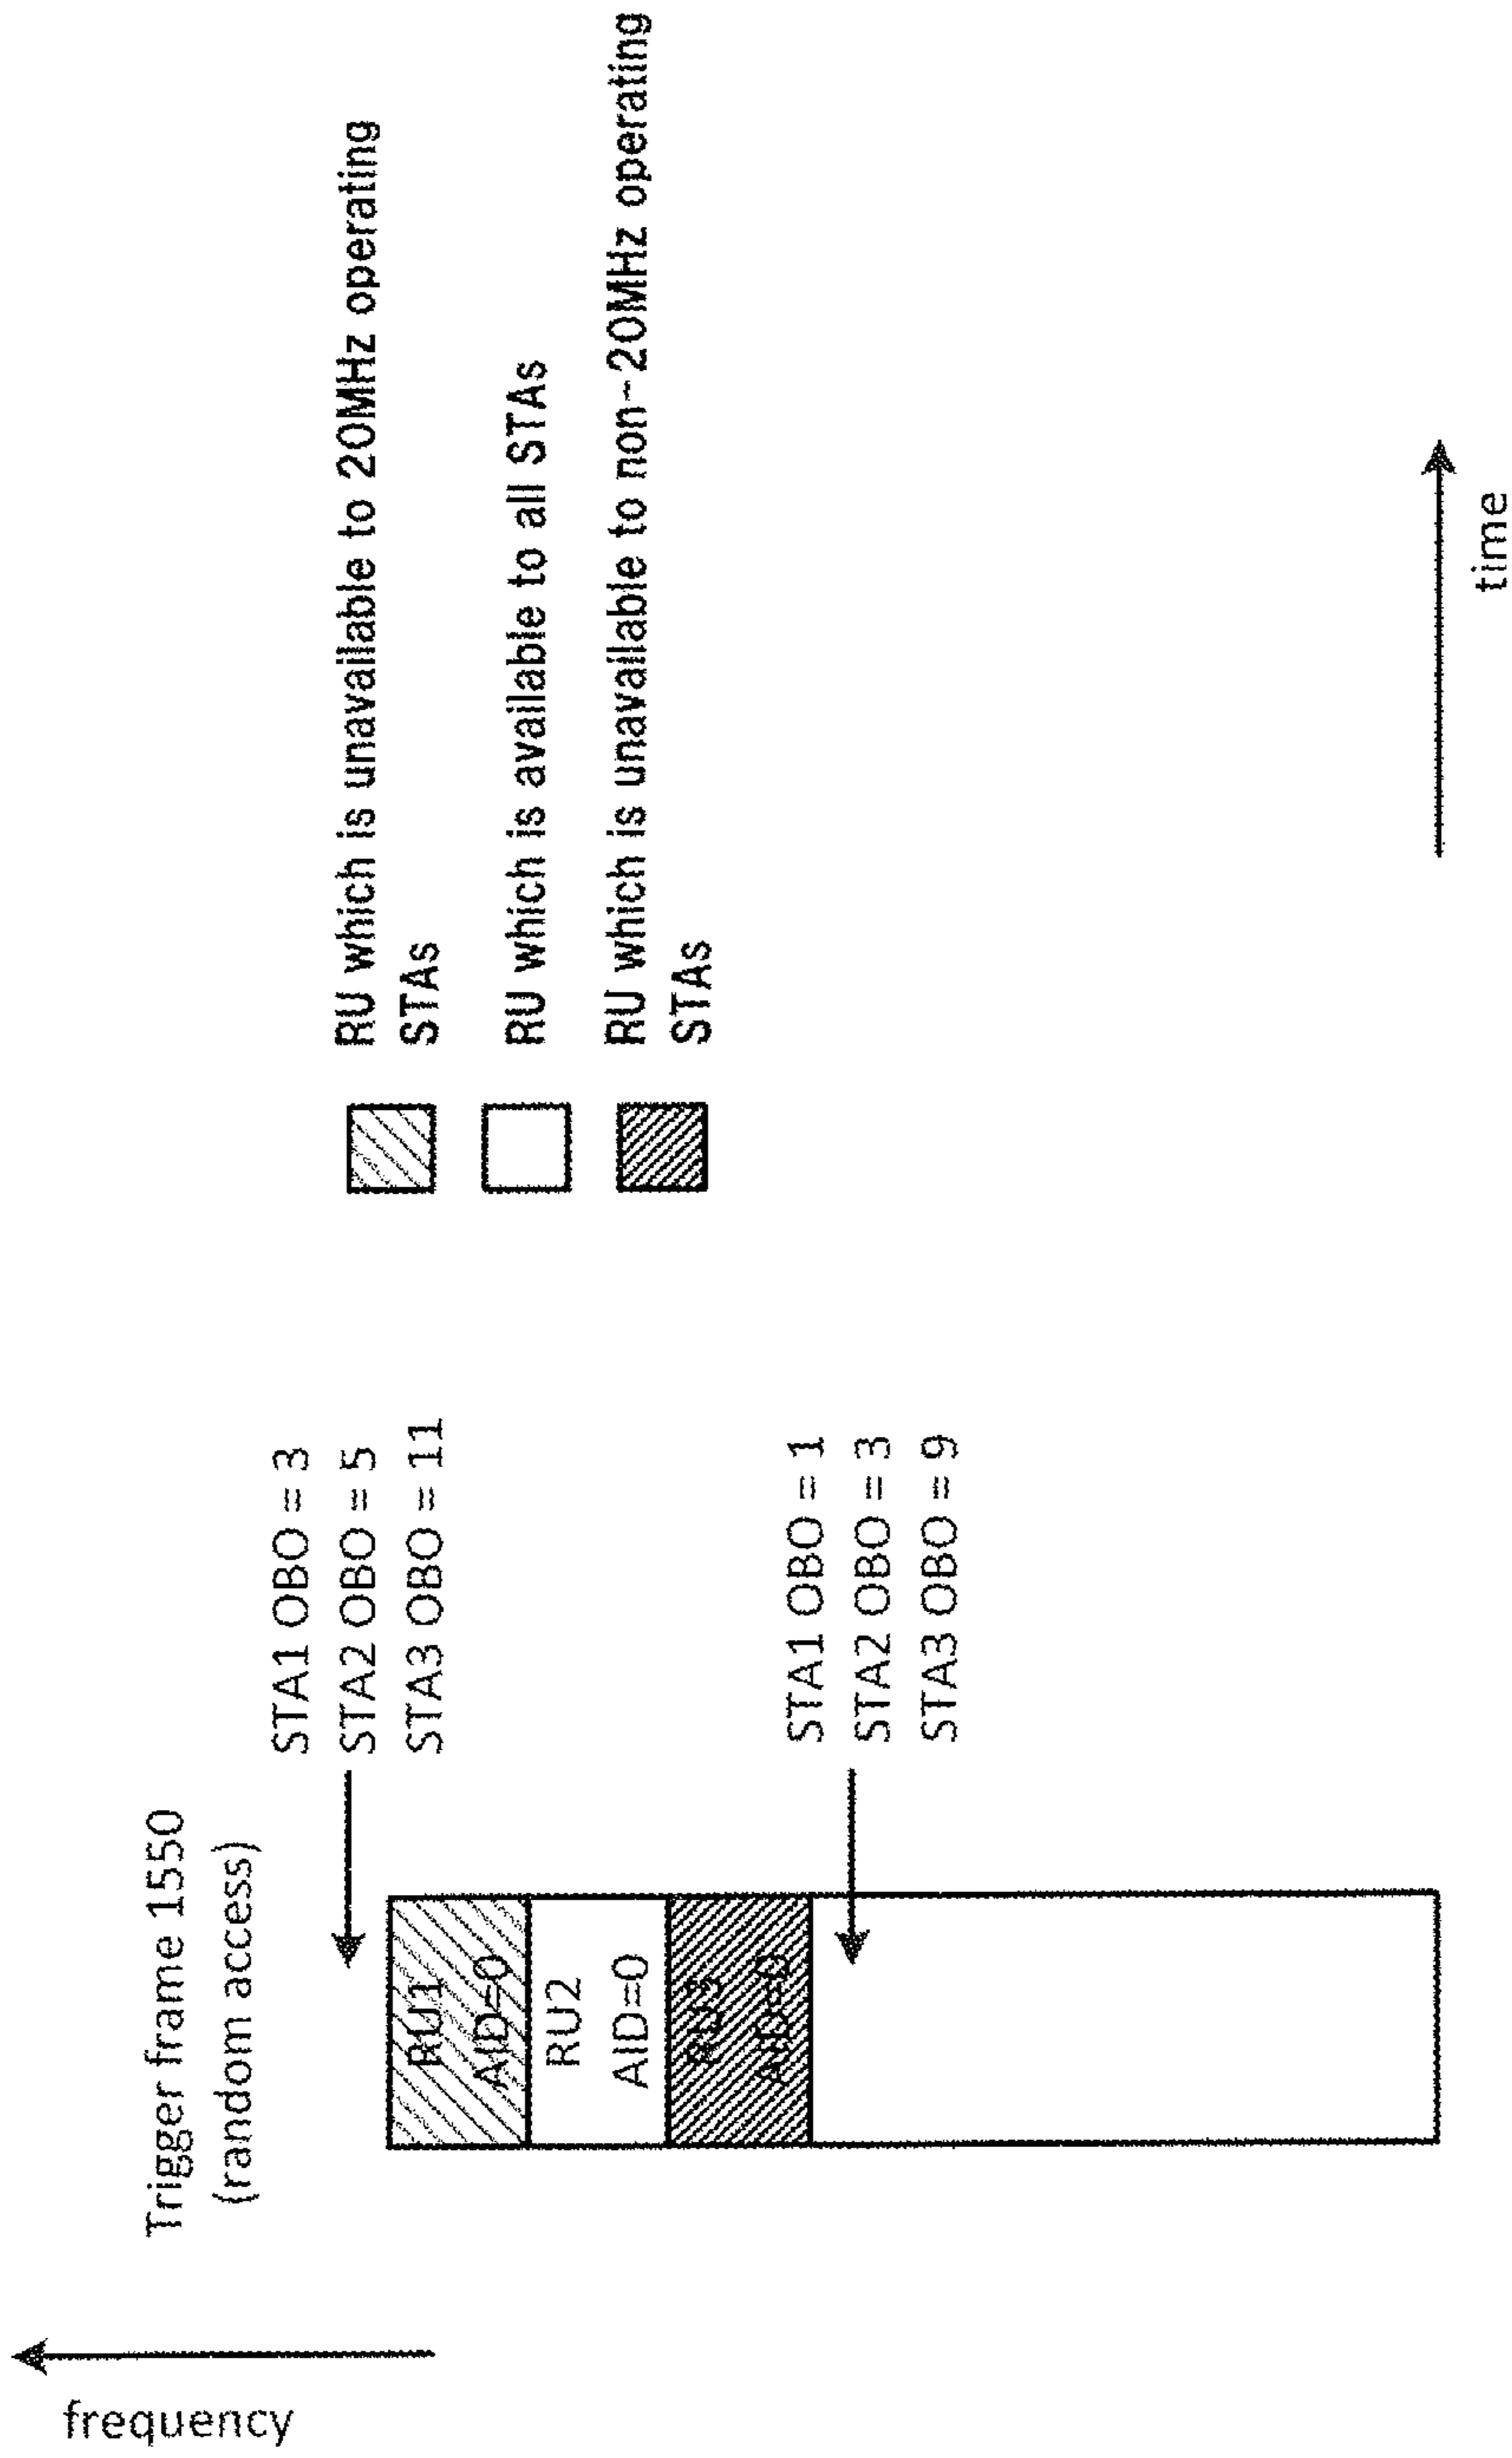 frequency
Trigger frame 1550
(random access)
STA1 OBO = 3
STA2 OBO = 5
STA3 OBO = 11
RU1
AID=0
RU2
AID=0
RU3
AID=0
STA1 OBO = 1
STA2 OBO = 3
STA3 OBO = 9
RU which is unavailable to 20MHz operating
STAs
RU which is available to all STAs
RU which is unavailable to non-20MHz operating
STAs
time